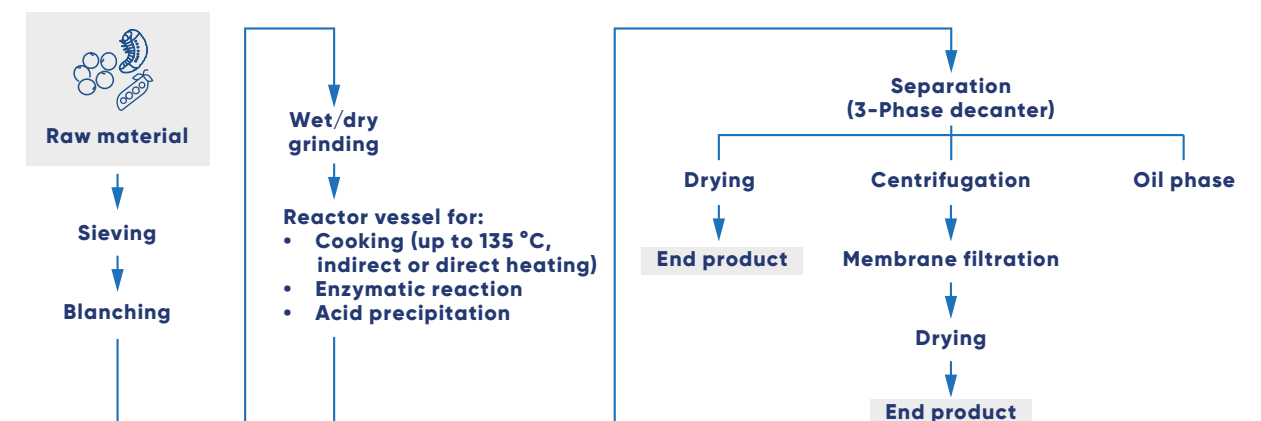 Raw material
Sieving
Blanching
Wet/dry
grinding
Reactor vessel for:
• Cooking (up to 135 °C,
indirect or direct heating)
• Enzymatic reaction
• Acid precipitation
Separation
(3-Phase decanter)
Drying
End product
Centrifugation
Membrane filtration
Drying
End product
Oil phase